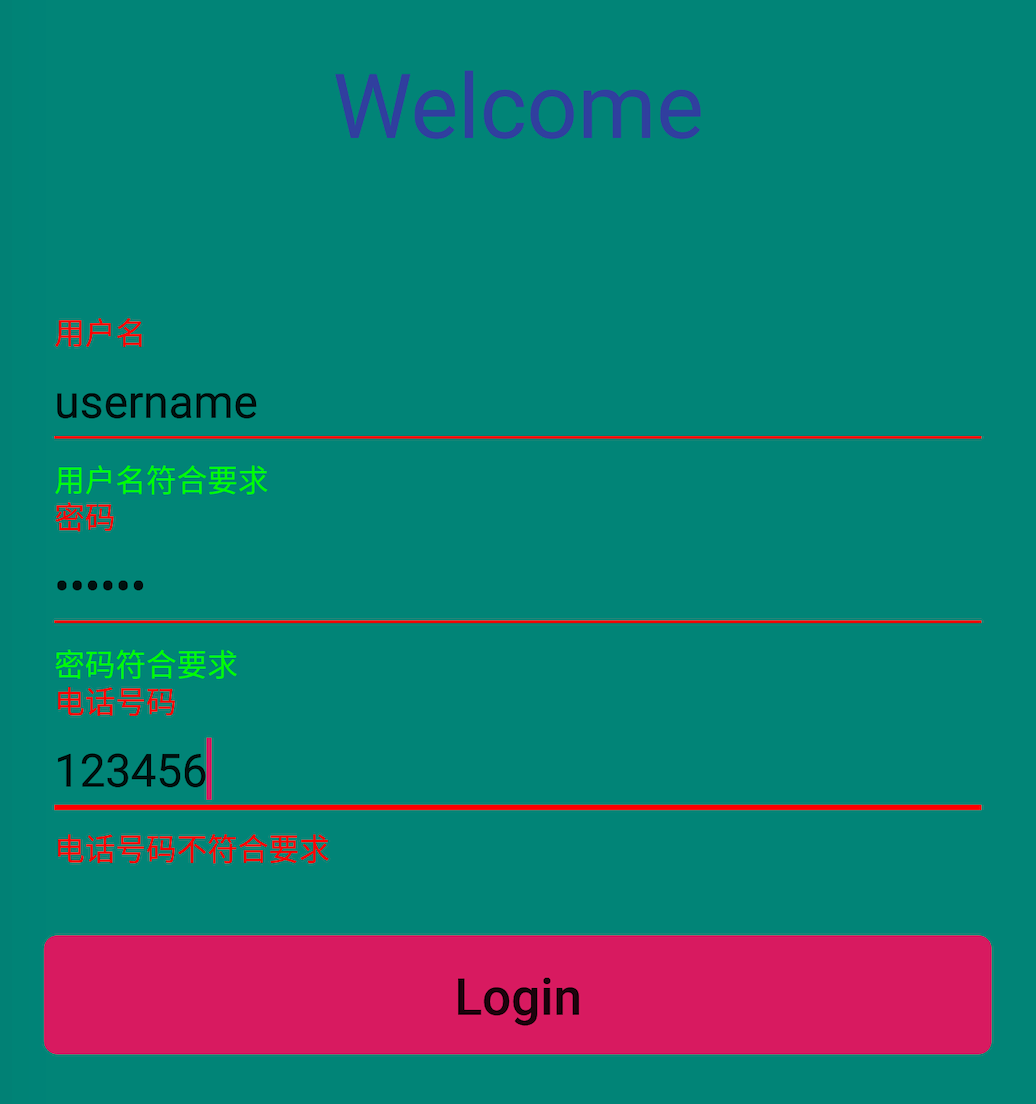 Welcome
用户名
username
用户名符合要求
密码
••••••
密码符合要求
电话号码
123456
电话号码不符合要求
Login